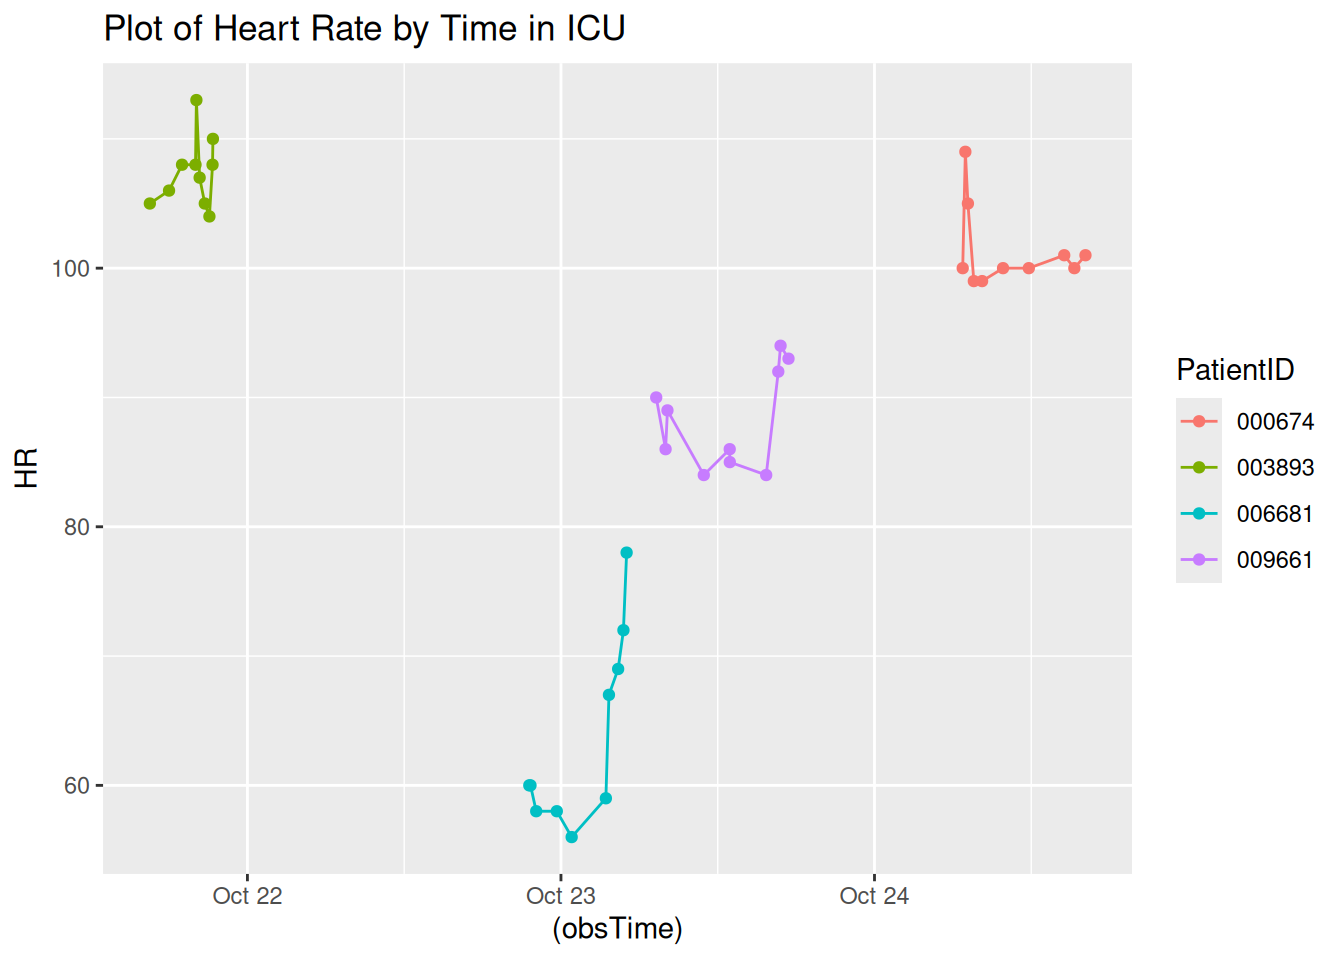 Plot of Heart Rate by Time in ICU
HR
100
80
60
Oct 22
Oct 23
Oct 24
(obsTime)
PatientID
000674
003893
006681
009661